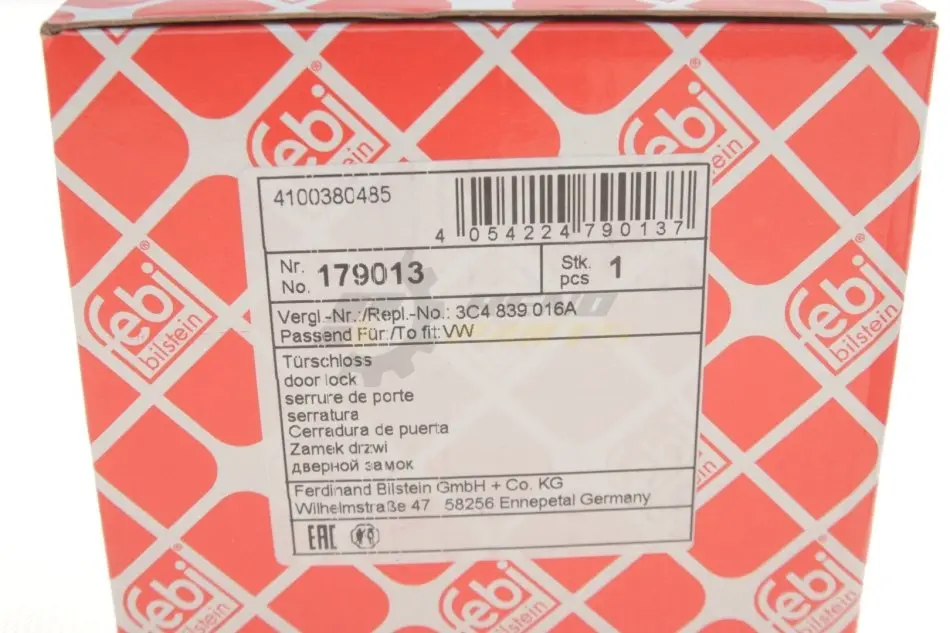 febi®
bilstein
febi®
bilstein
4100380485
4 054224 790137
Nr.
No. 179013
Stk.
pcs 1
Vergl.-Nr.:/Repl.-No.: 3C4 839 016A
Passend Für:/To fit: VW
Türschloss
door lock
serrure de porte
serratura
Cerradura de puerta
Zamek drzwi
дверной замок
Ferdinand Bilstein GmbH + Co. KG
Wilhelmstraße 47 58256 Ennepetal Germany
EAC
febi®
bilstein
febi®
bilstein
febi®
bilstein
febi®
bilstein
febi®